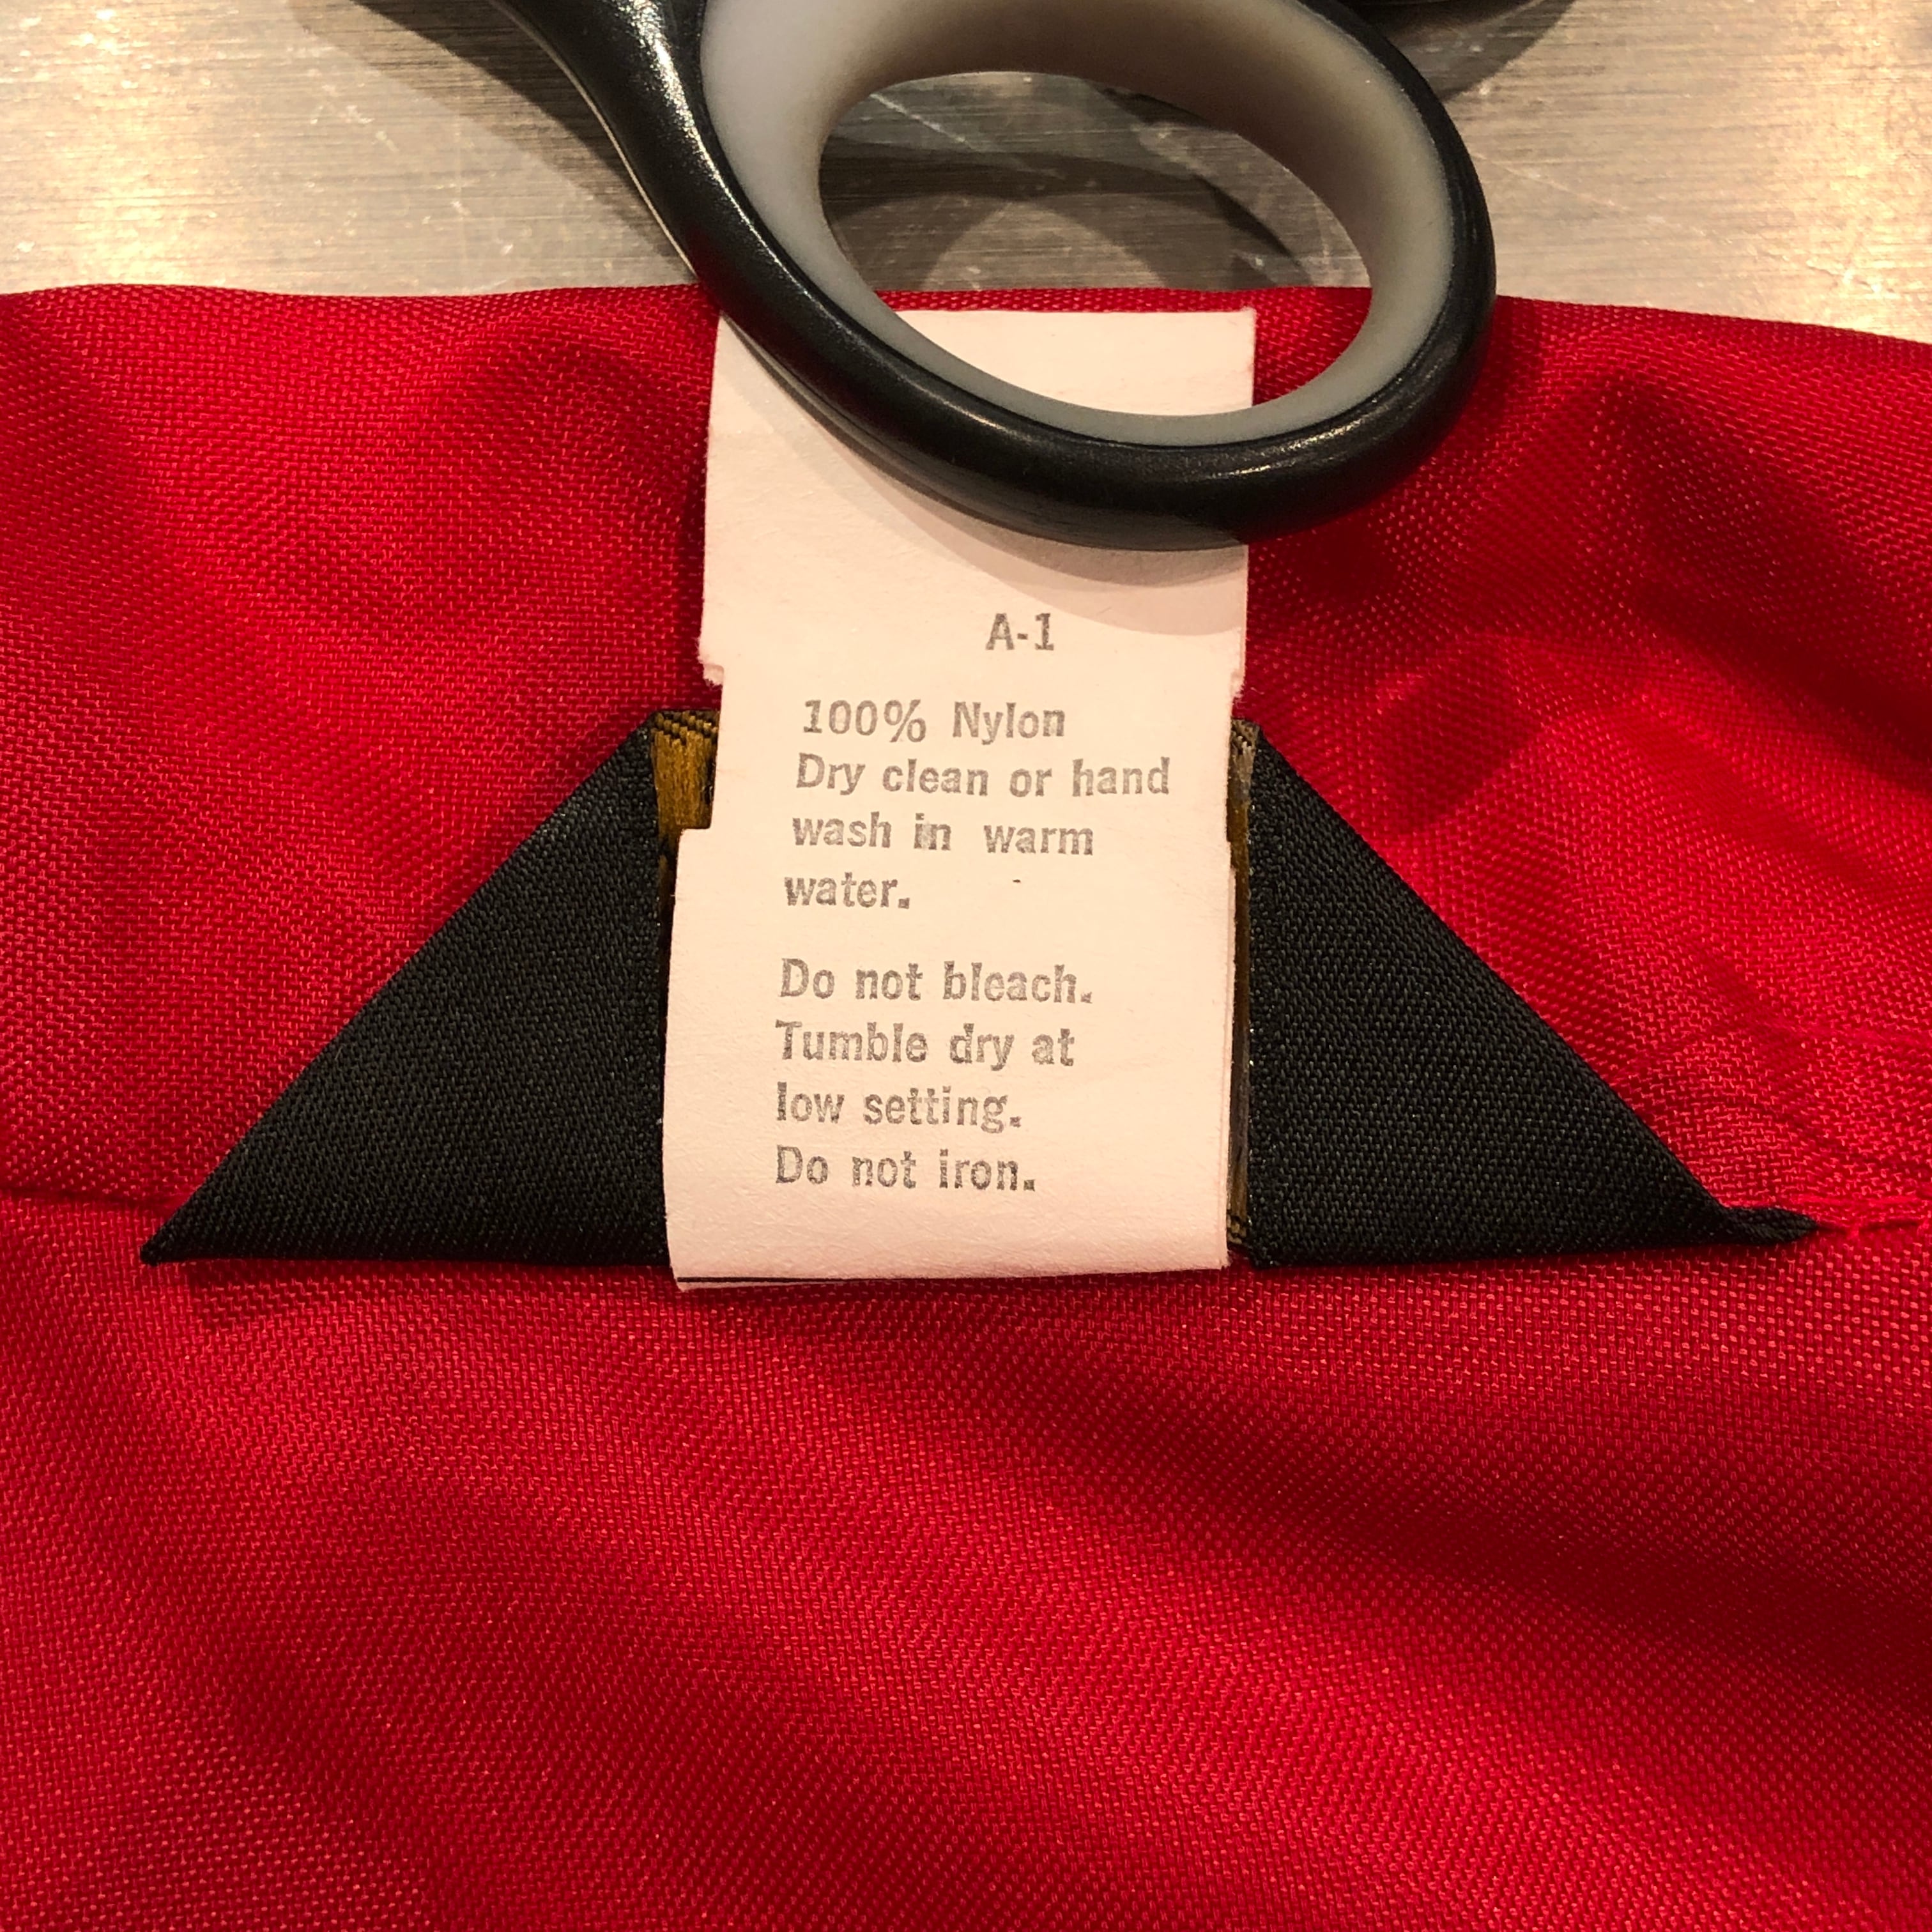 A-1
100% Nylon
Dry clean or hand
wash in warm
water.
Do not bleach.
Tumble dry at
low setting.
Do not iron.